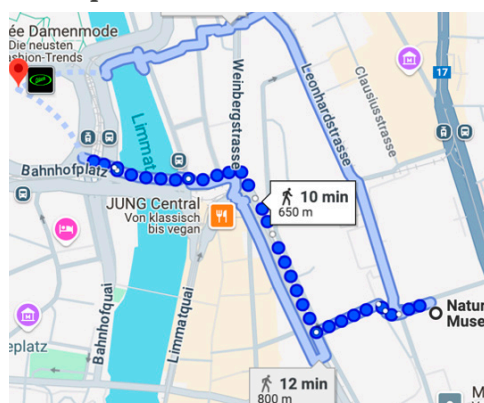 ée Damenmode
Die neusten
shion-Trends
17
Weinbergstrasse
Leonhardstrasse
Clausiusstrasse
Limmat
Bahnhofplatz
10 min
650 m
JUNG Central
Von klassisch
bis vegan
Bahnhofquai
Limmatquai
Natur
Muse
eplatz
12 min
800 m
M